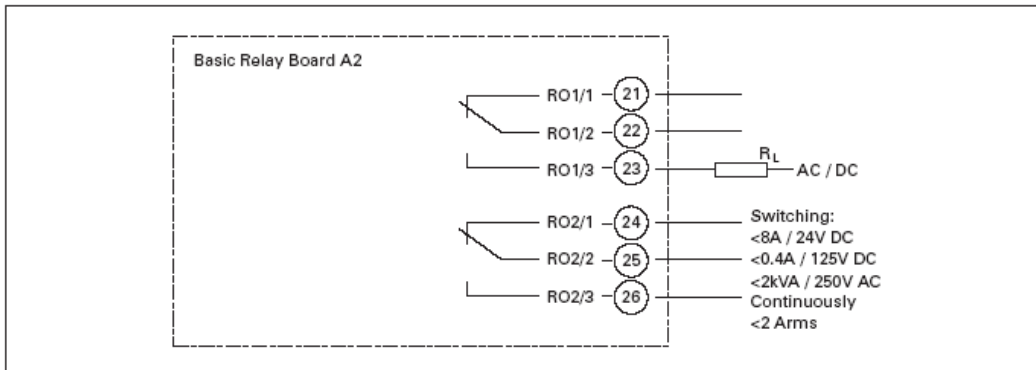 Basic Relay Board A2
RO1/1 21
RO1/2 22
RO1/3 23 RL AC / DC
RO2/1 24 Switching:
<8A / 24V DC
RO2/2 25 <0.4A / 125V DC
<2kVA / 250V AC
RO2/3 26 Continuously
<2 Arms